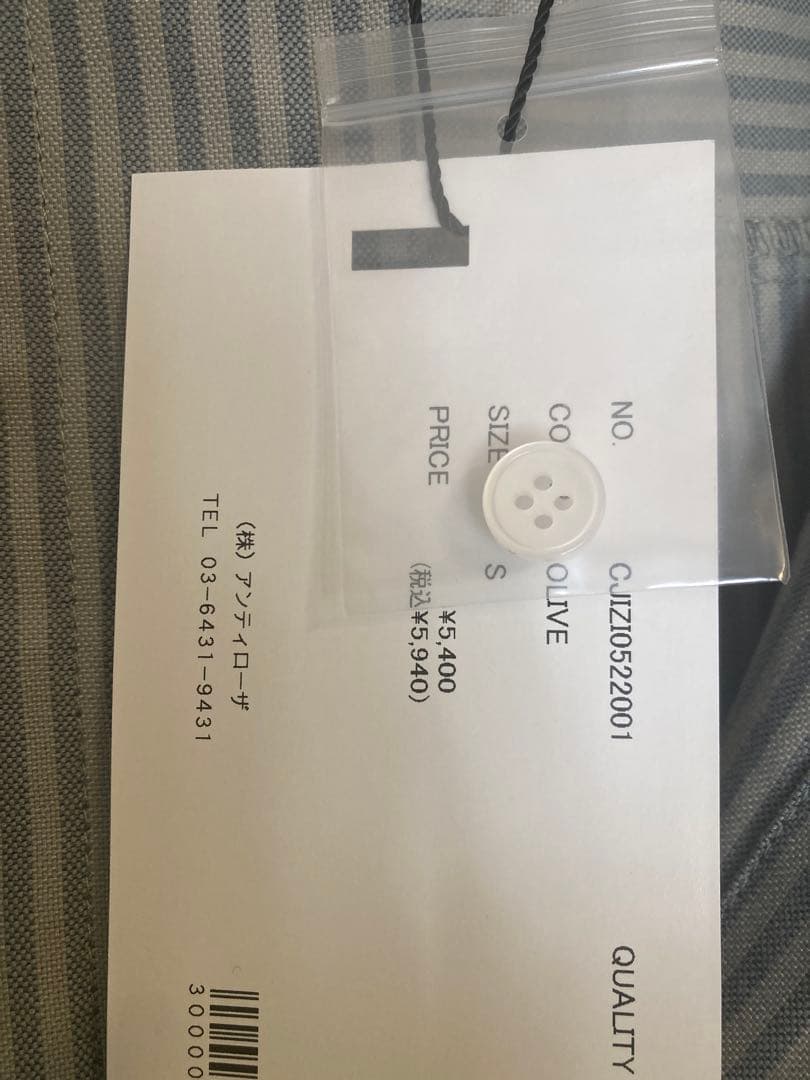 NO. CJIZI0522001
CO OLIVE
SIZE S
PRICE ¥5,400
(税込¥5,940)
(株)アンティローザ
TEL 03-6431-9431
QUALITY
30000